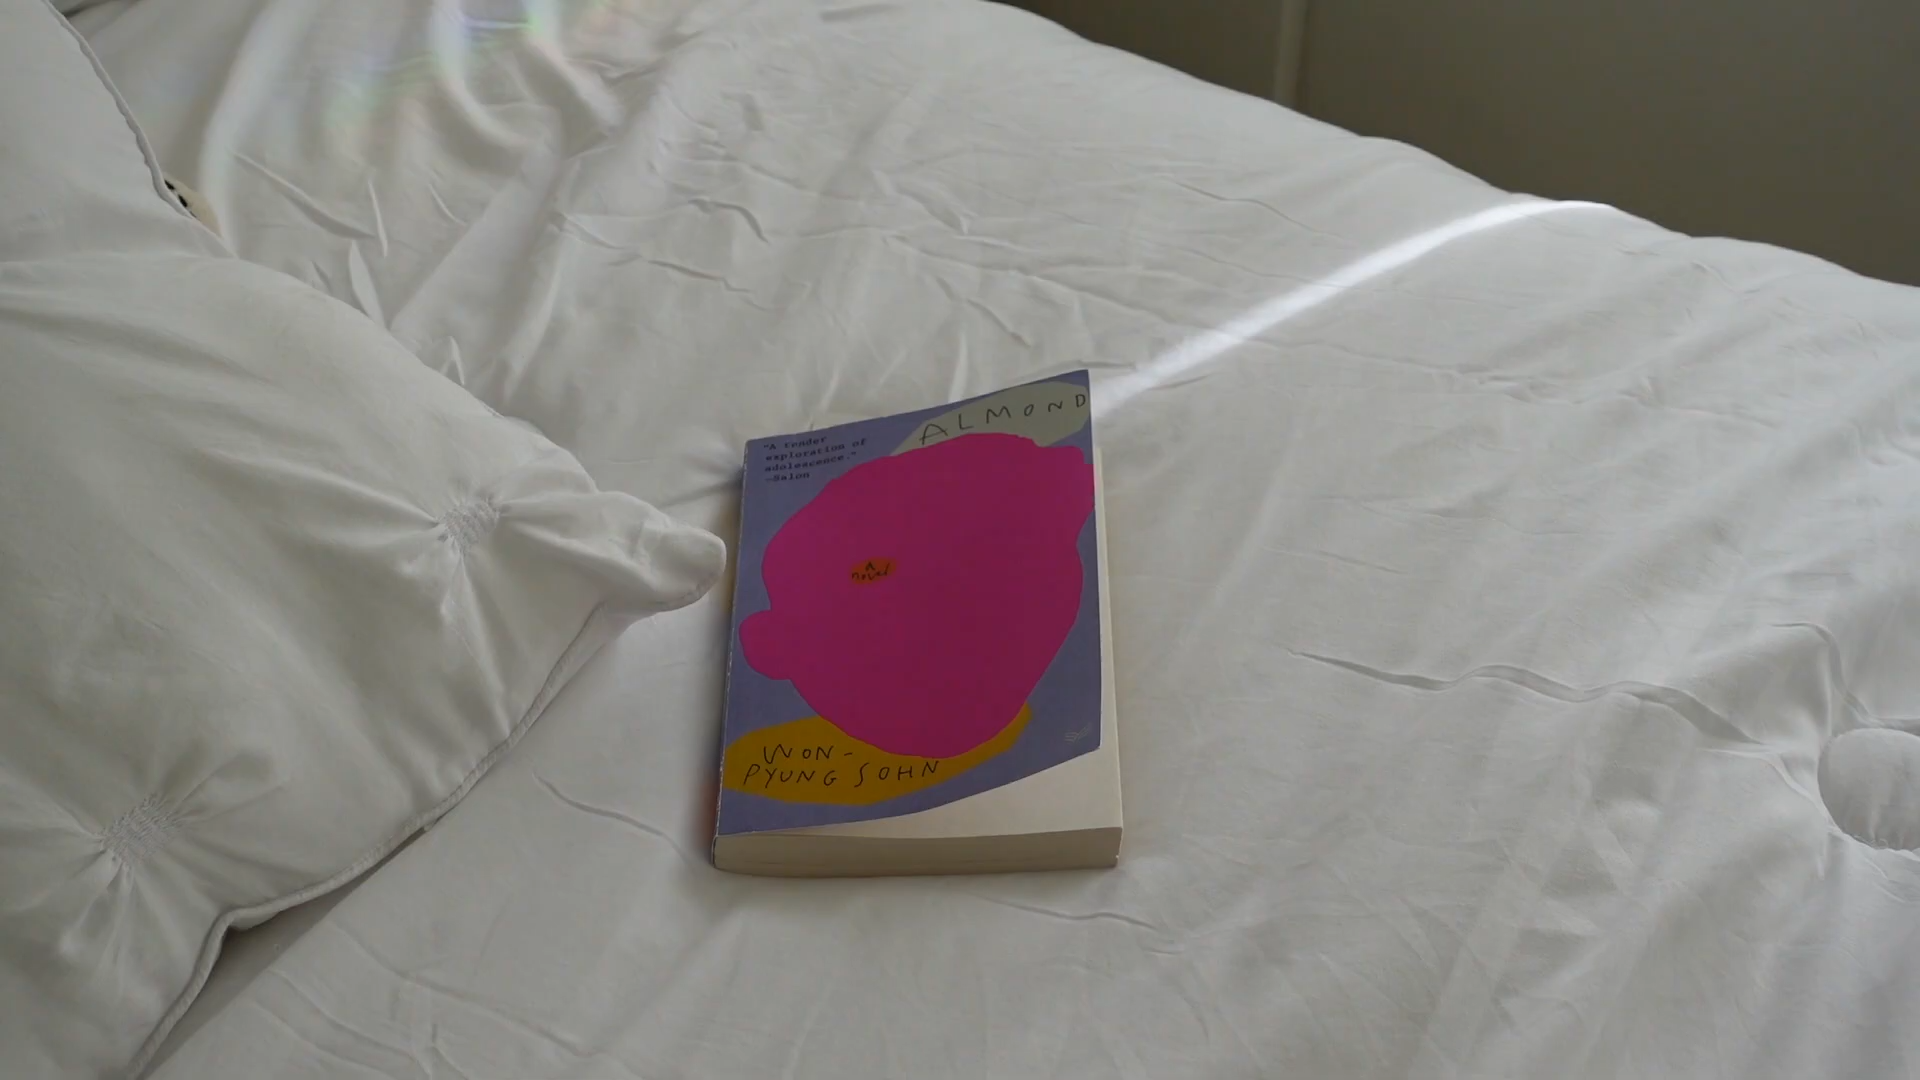 ALMOND
"A tender
exploration of
adolescence."
—Salon
A
novel
WON-
PYUNG SOHN